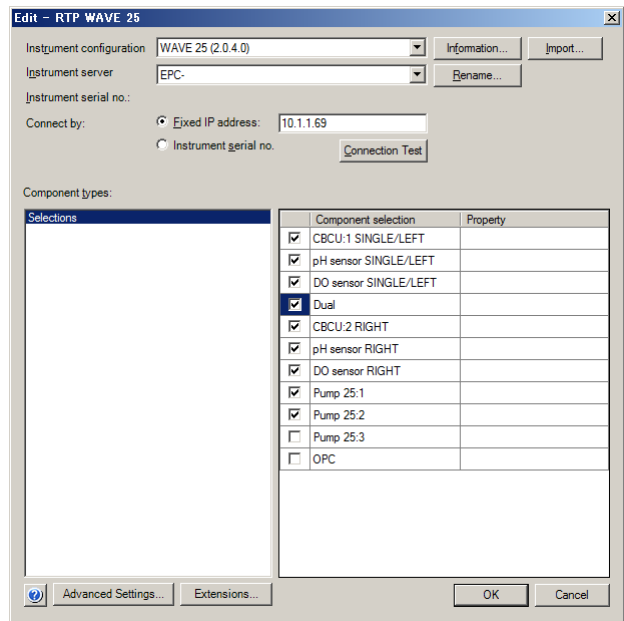 Edit - RTP WAVE 25
Instrument configuration WAVE 25 (2.0.4.0) Information... Import...
Instrument server EPC- Rename...
Instrument serial no.:
Connect by: Fixed IP address: 10.1.1.69
Instrument serial no. Connection Test
Component types:
Selections
Component selection Property
CBCU:1 SINGLE/LEFT
pH sensor SINGLE/LEFT
DO sensor SINGLE/LEFT
Dual
CBCU:2 RIGHT
pH sensor RIGHT
DO sensor RIGHT
Pump 25:1
Pump 25:2
Pump 25:3
OPC
Advanced Settings... Extensions... OK Cancel